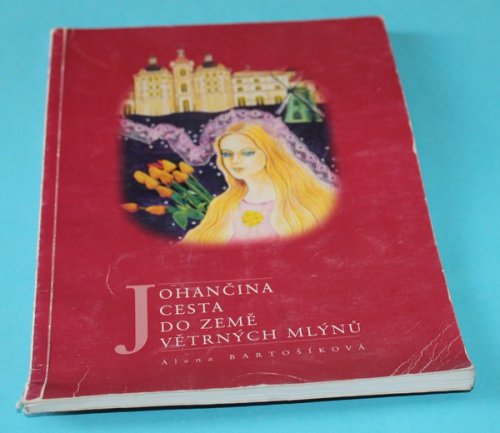 JOHANČINA
CESTA
DO ZEMĚ
VĚTRNÝCH MLÝNŮ
Alena BARTOŠÍKOVÁ